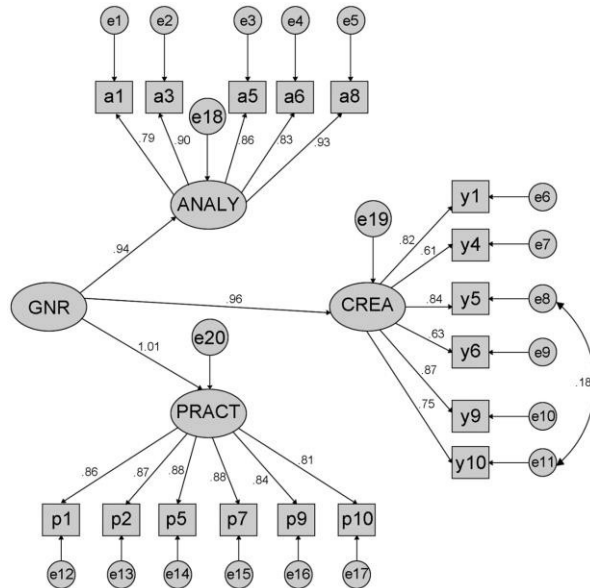 e1 e2 e3 e4 e5
a1 a3 a5 a6 a8
e18
.79 .90 .86 .83 .93
ANALY
y1 e6
e19
.82
y4 e7
.61
.94
GNR
.96
CREA
.84
y5 e8
.63
y6 e9
.18
1.01
e20
.87
.75
y9 e10
PRACT
y10 e11
.86 .87 .88 .88 .84 .81
p1 p2 p5 p7 p9 p10
e12 e13 e14 e15 e16 e17